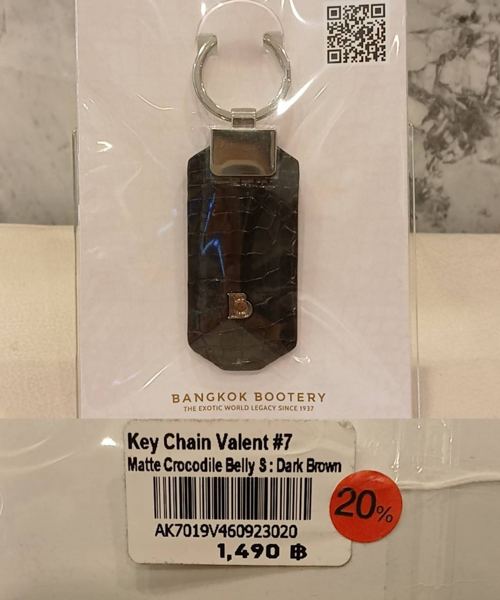 B
BANGKOK BOOTERY
THE EXOTIC WORLD LEGACY SINCE 1937
Key Chain Valent #7
Matte Crocodile Belly S : Dark Brown
AK7019V460923020
1,490 ฿
20%